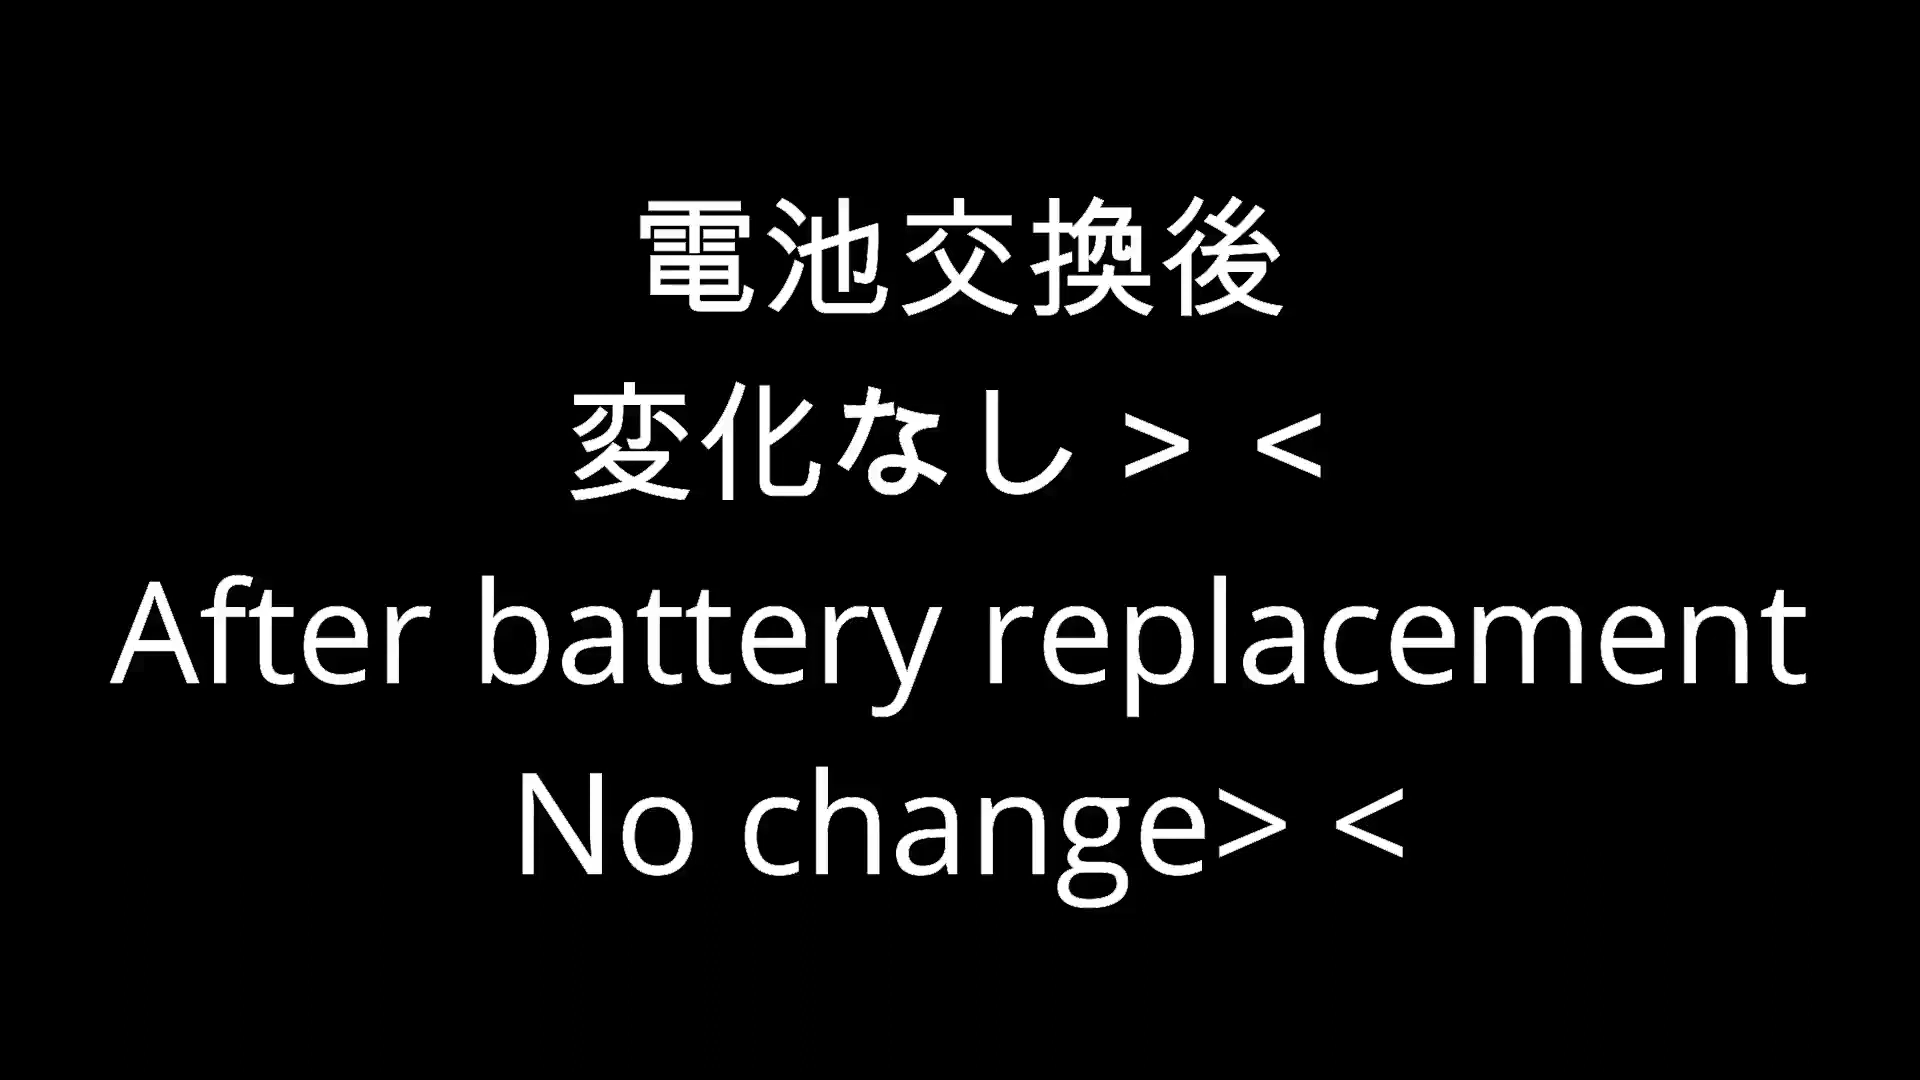 電池交換後
変化なし> <
After battery replacement
No change> <